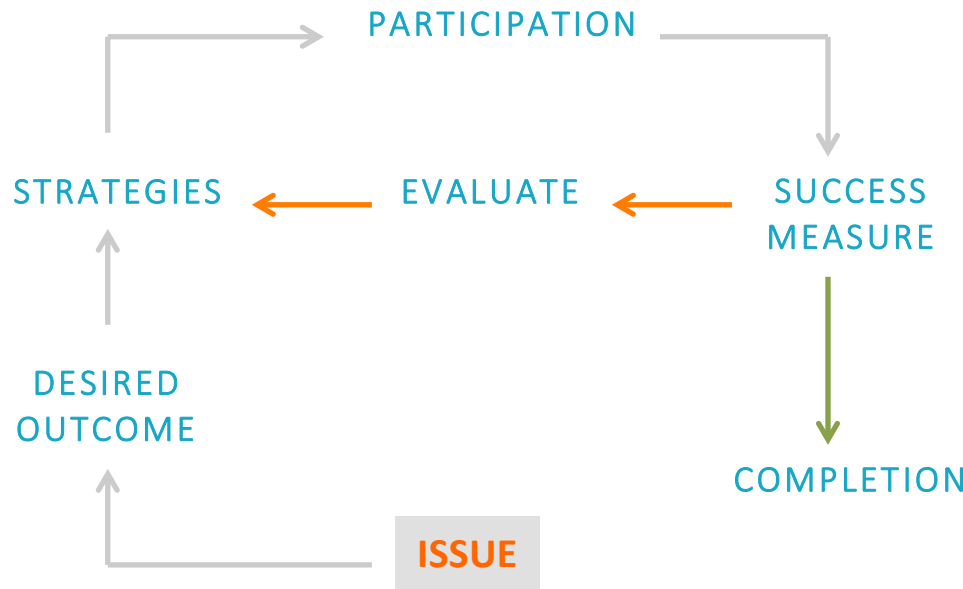 PARTICIPATION
STRATEGIES
EVALUATE
SUCCESS
MEASURE
DESIRED
OUTCOME
COMPLETION
ISSUE